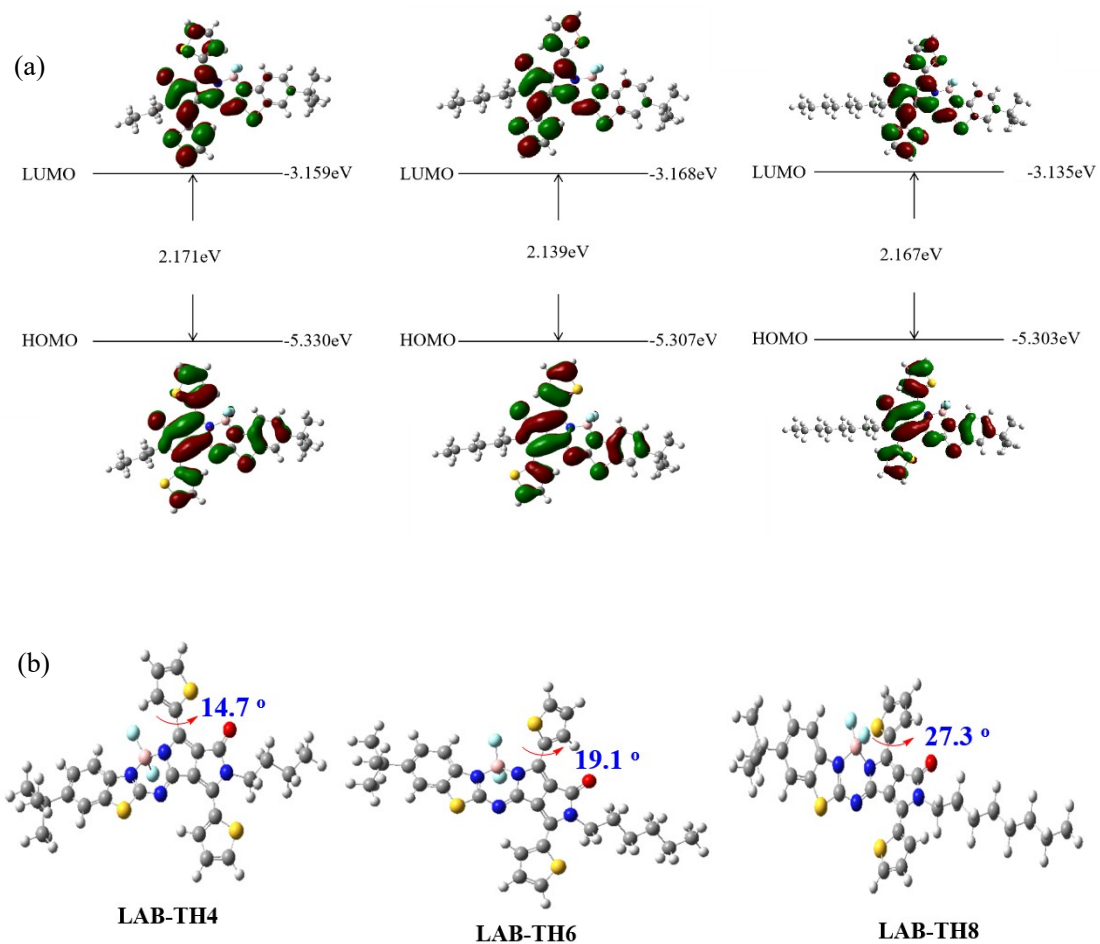 (a)
LUMO
-3.159eV
LUMO
-3.168eV
LUMO
-3.135eV
2.171eV
2.139eV
2.167eV
HOMO
-5.330eV
HOMO
-5.307eV
HOMO
-5.303eV
(b)
14.7 o
19.1 o
27.3 o
LAB-TH4
LAB-TH6
LAB-TH8